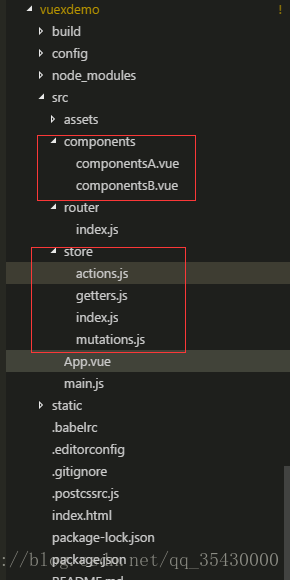 vuexdemo !
build
config
node_modules
src
assets
components
componentsA.vue
componentsB.vue
router
index.js
store
actions.js
getters.js
index.js
mutations.js
App.vue
main.js
static
.babelrc
.editorconfig
.gitignore
.postcssrc.js
index.html
package-lock.json
package.json
://blog.csdn.net/qq_35430000
README.md